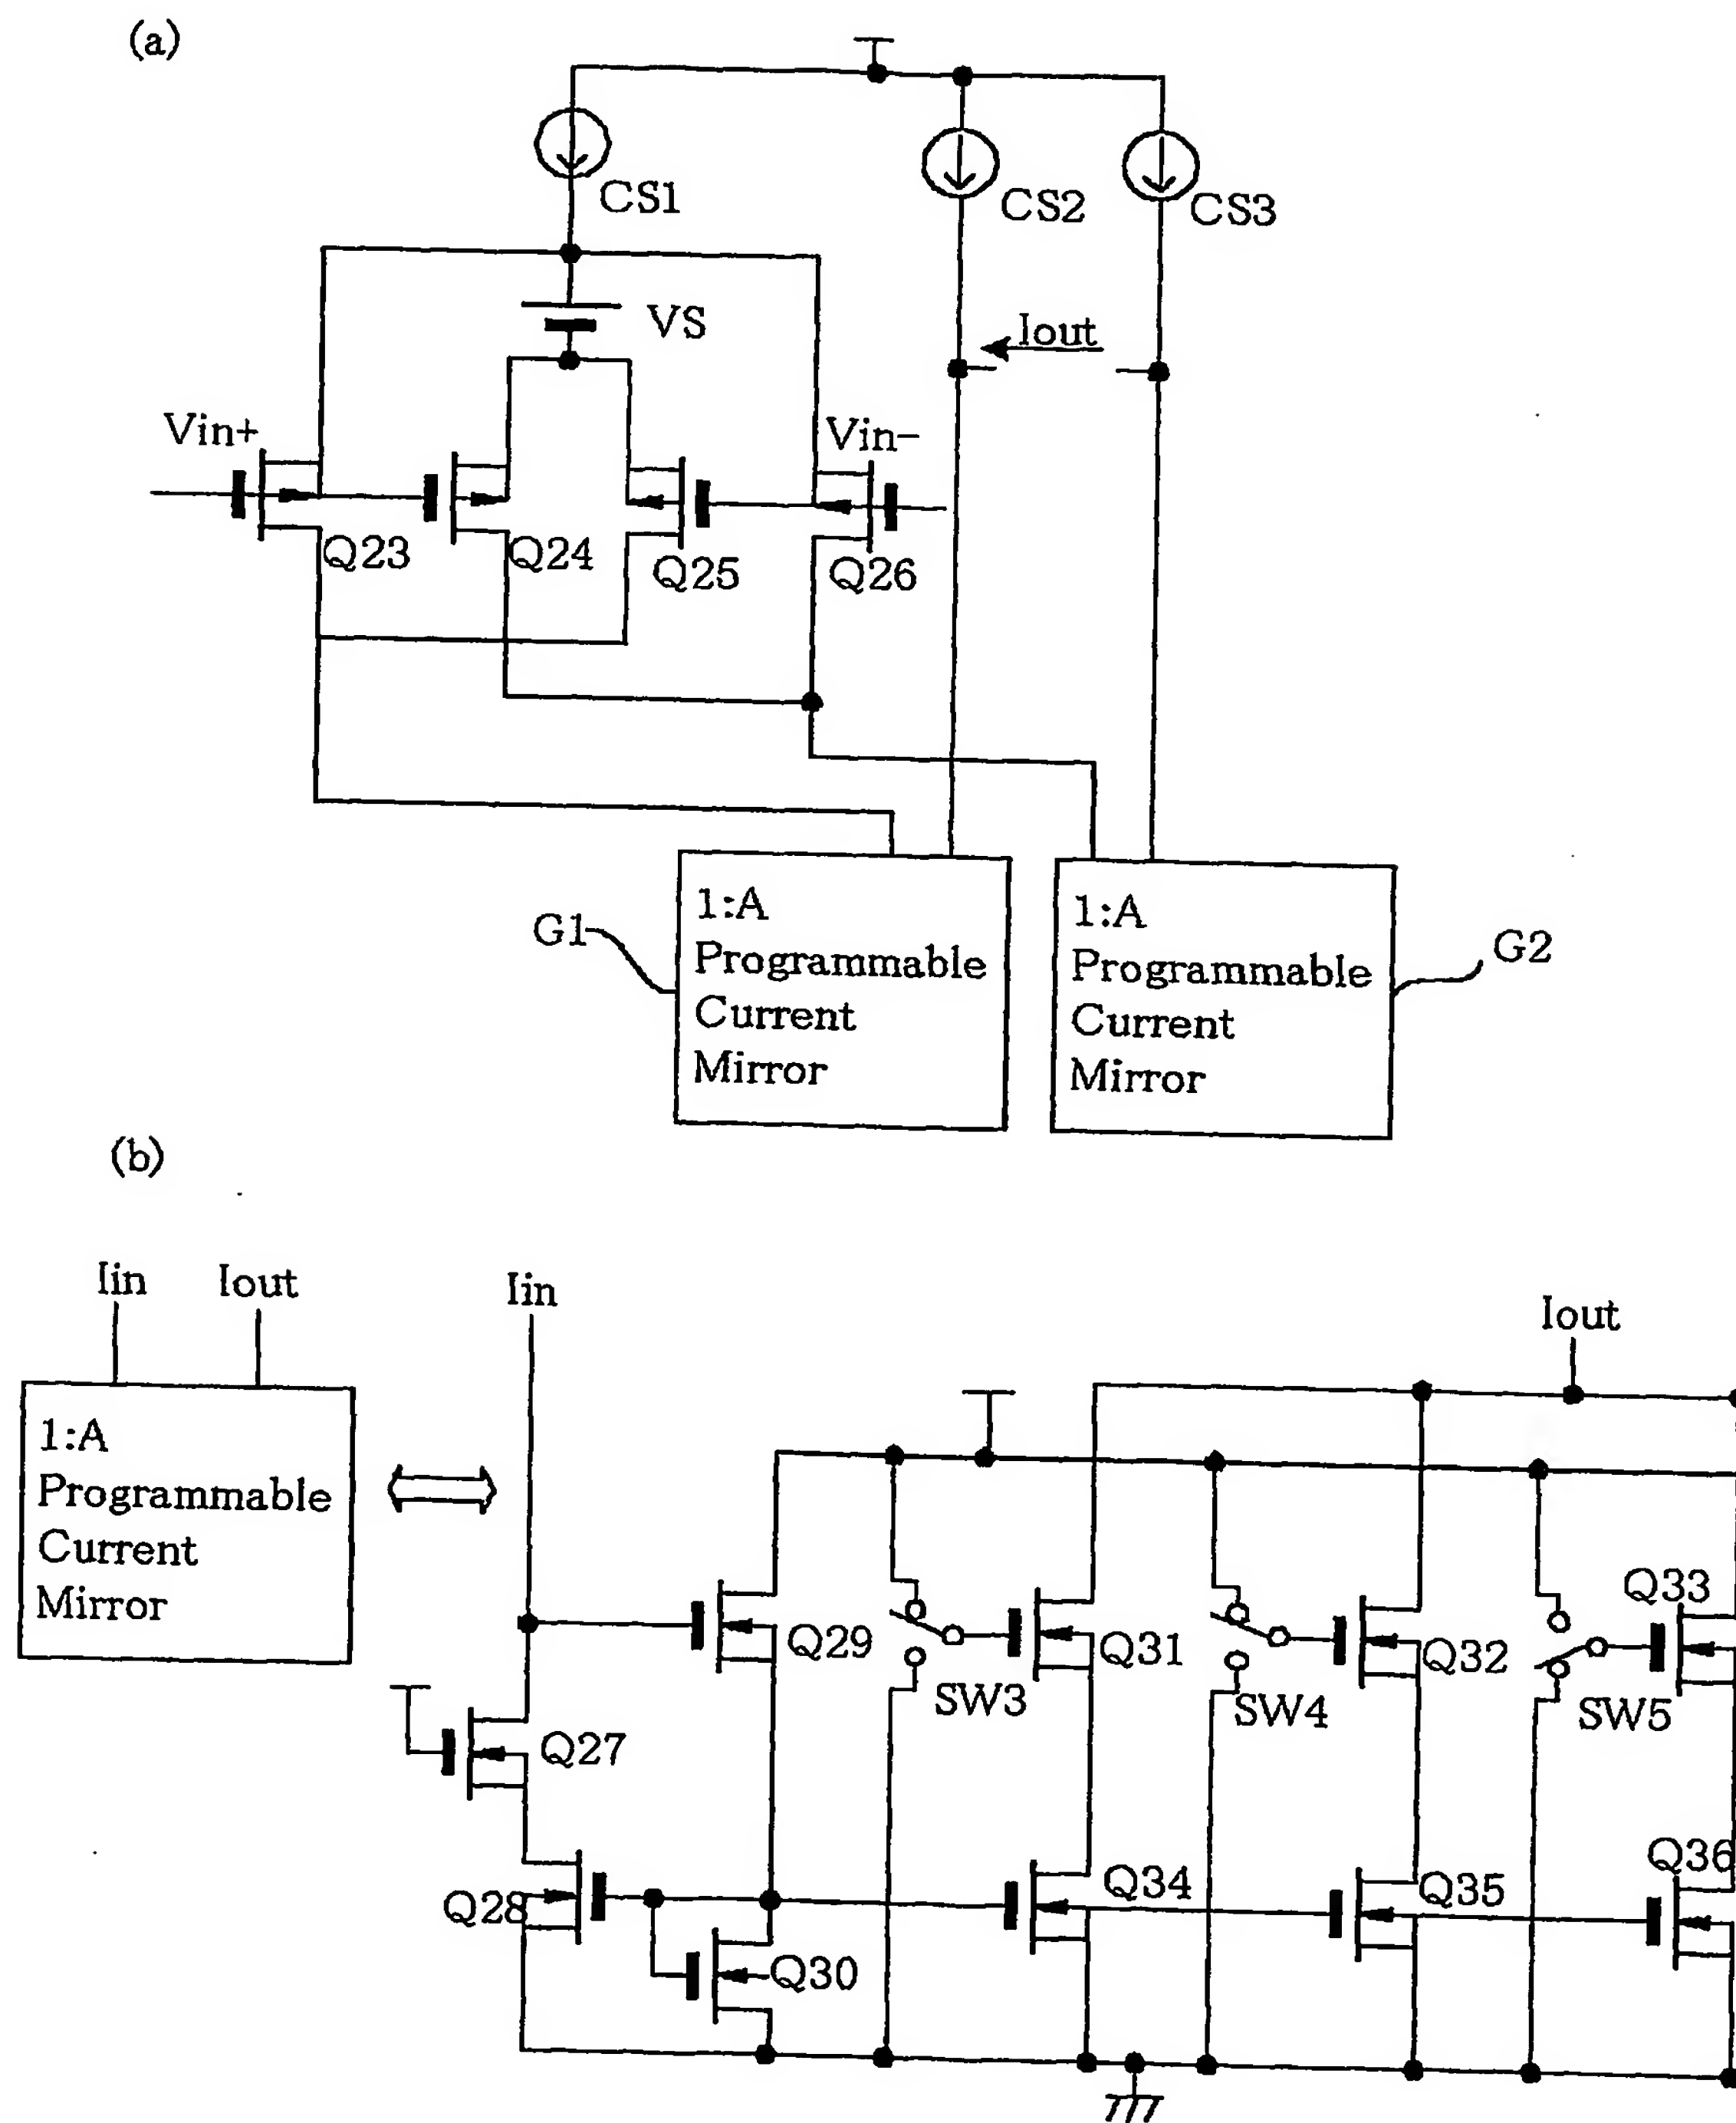 (a)
CS1
CS2
CS3
VS
Iout
Vin+
Vin-
Q23
Q24
Q25
Q26
G1
1:A
Programmable
Current
Mirror
1:A
Programmable
Current
Mirror
G2
(b)
Iin
Iout
Iin
Iout
1:A
Programmable
Current
Mirror
Q29
Q31
Q32
Q33
SW3
SW4
SW5
Q27
Q28
Q30
Q34
Q35
Q36